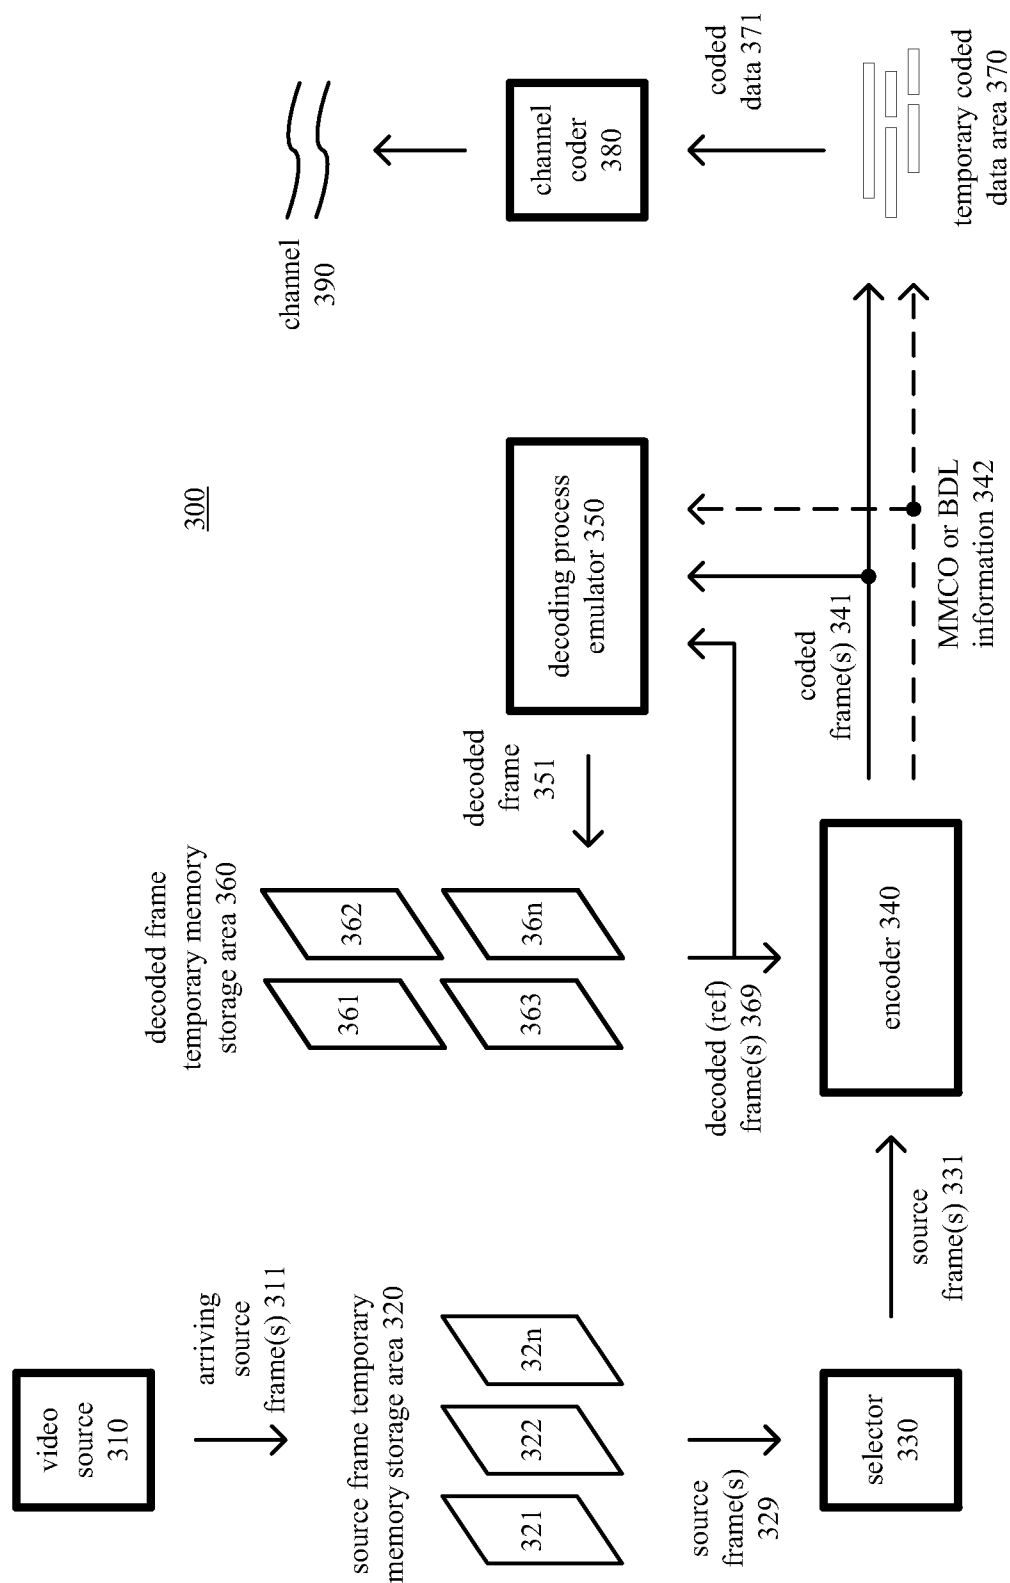 300
video
source
310
arriving
source
frame(s) 311
source frame temporary
memory storage area 320
321
322
32n
source
frame(s)
329
selector
330
source
frame(s) 331
decoded frame
temporary memory
storage area 360
361
362
363
36n
decoded (ref)
frame(s) 369
encoder 340
decoded
frame
351
decoding process
emulator 350
coded
frame(s) 341
MMCO or BDL
information 342
channel
390
channel
coder
380
coded
data 371
temporary coded
data area 370